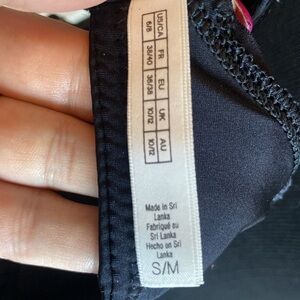 US/CA FR EU UK AU
6/8 38/40 36/38 10/12 10/12
Made in Sri
Lanka
Fabriqué au
Sri Lanka
Hecho en Sri
Lanka
S/M